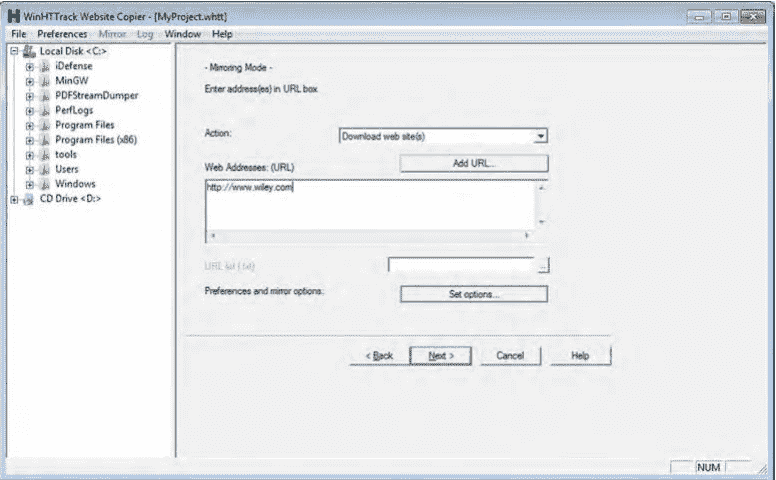 WinHTTrack Website Copier - [MyProject.whtt]
File Preferences Mirror Log Window Help
Local Disk <C:>
iDefense
MinGW
PDFStreamDumper
PerfLogs
Program Files
Program Files (x86)
tools
Users
Windows
CD Drive <D:>
- Mirroring Mode -
Enter address(es) in URL box
Action:
Download web site(s)
Web Addresses: (URL)
Add URL...
http://www.wiley.com
URL list (.txt)
...
Preferences and mirror options:
Set options...
< Back Next > Cancel Help
NUM